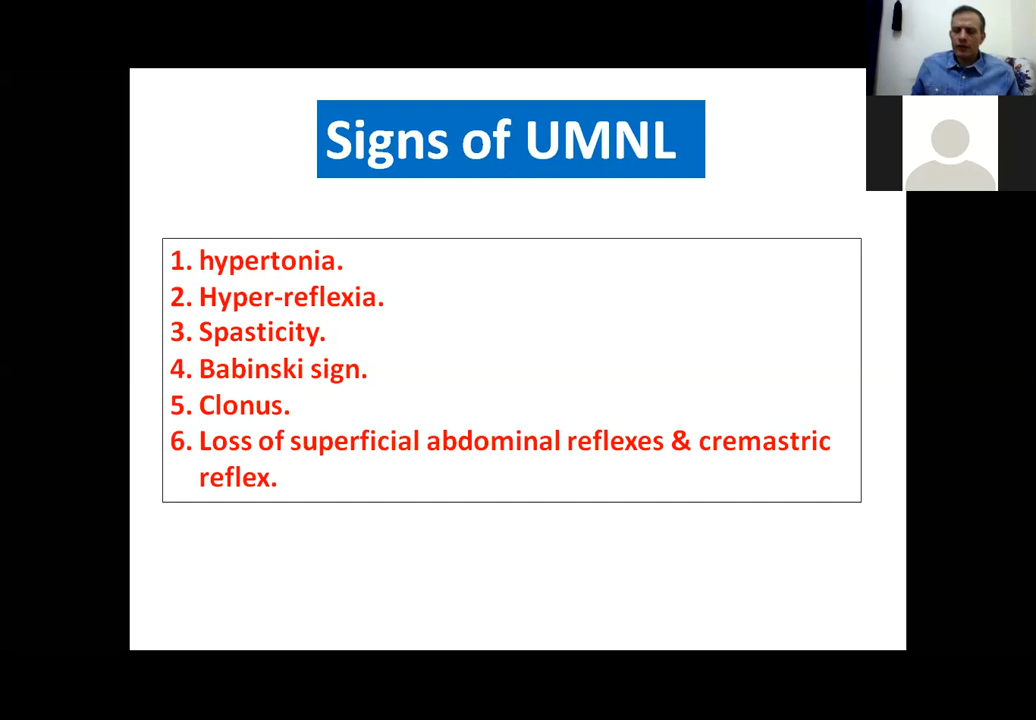 Signs of UMNL
1. hypertonia.
2. Hyper-reflexia.
3. Spasticity.
4. Babinski sign.
5. Clonus.
6. Loss of superficial abdominal reflexes & cremastric
reflex.